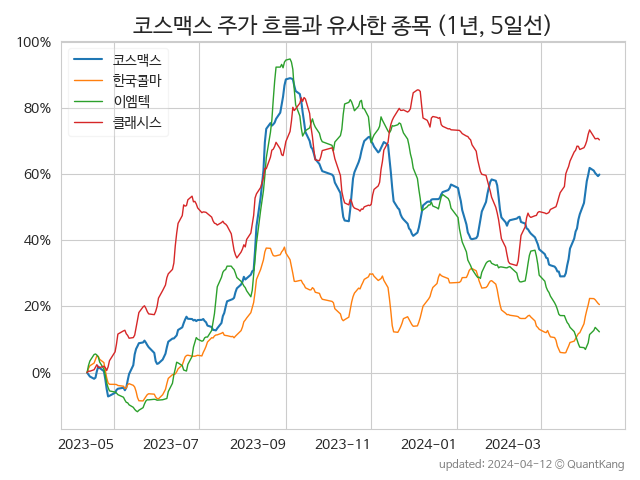 코스맥스 주가 흐름과 유사한 종목 (1년, 5일선)
100%
80%
60%
40%
20%
0%
코스맥스
한국콜마
이엠텍
클래시스
2023-05
2023-07
2023-09
2023-11
2024-01
2024-03
updated: 2024-04-12 © QuantKang